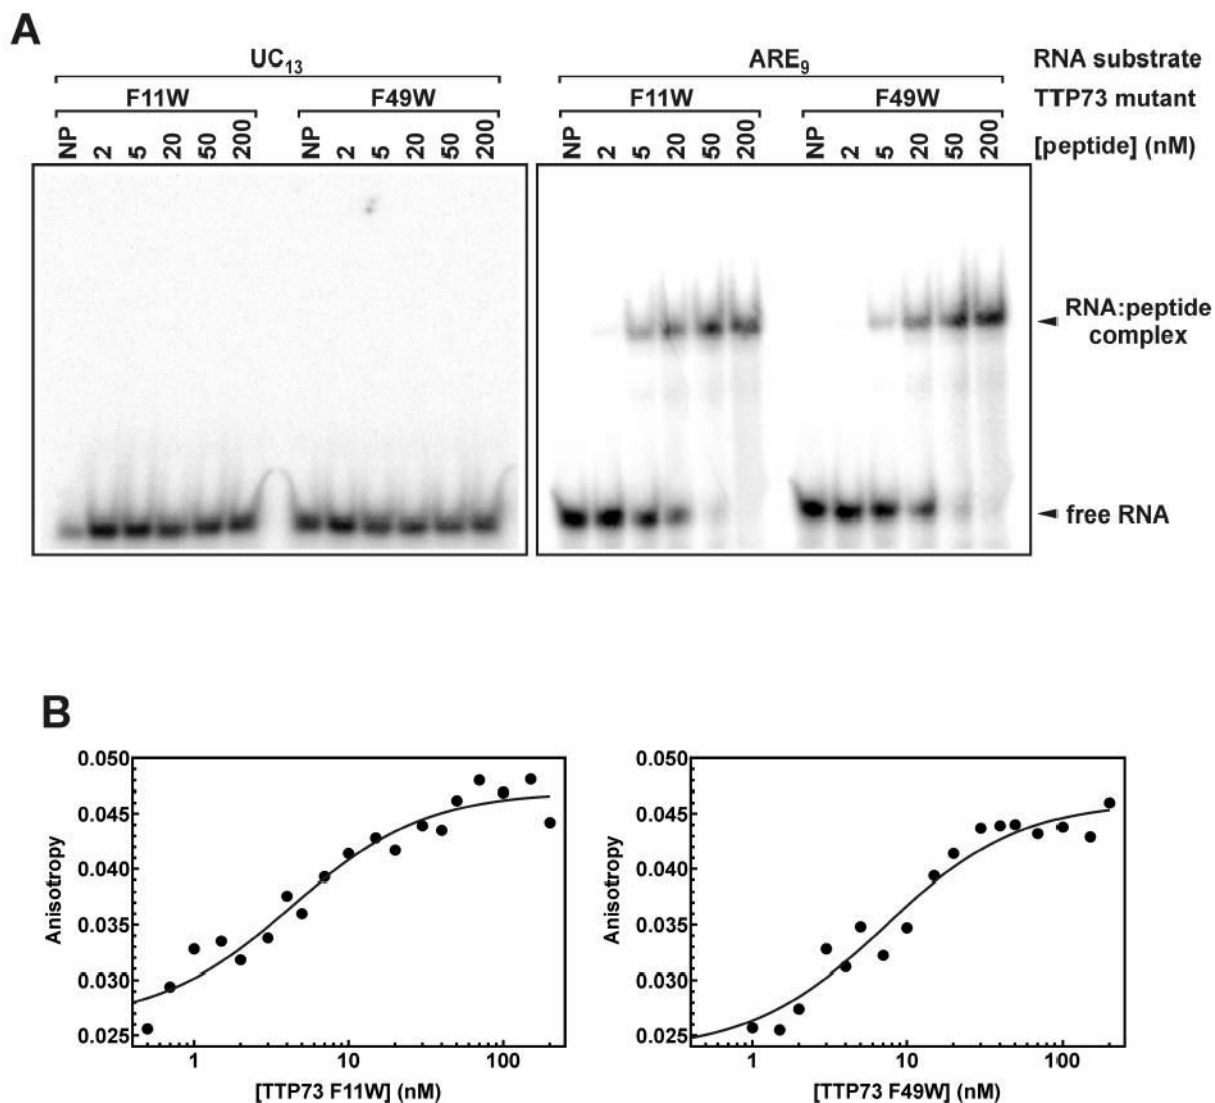 A
UC13 ARE9 RNA substrate
F11W F49W F11W F49W TTP73 mutant
NP 2 5 20 50 200 NP 2 5 20 50 200 NP 2 5 20 50 200 NP 2 5 20 50 200 [peptide] (nM)
RNA:peptide
complex
free RNA
B
Anisotropy
0.050
0.045
0.040
0.035
0.030
0.025
1 10 100
[TTP73 F11W] (nM)
Anisotropy
0.050
0.045
0.040
0.035
0.030
0.025
1 10 100
[TTP73 F49W] (nM)